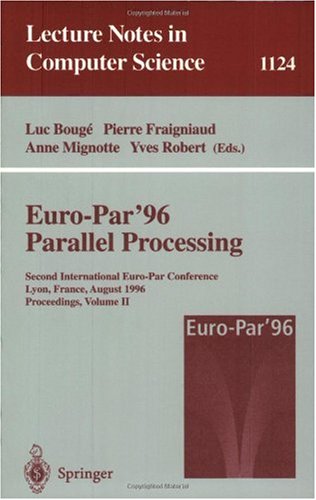 Lecture Notes in
Computer Science 1124
Luc Bougé Pierre Fraigniaud
Anne Mignotte Yves Robert (Eds.)
Euro-Par'96
Parallel Processing
Second International Euro-Par Conference
Lyon, France, August 1996
Proceedings, Volume II
Euro-Par'96
Springer